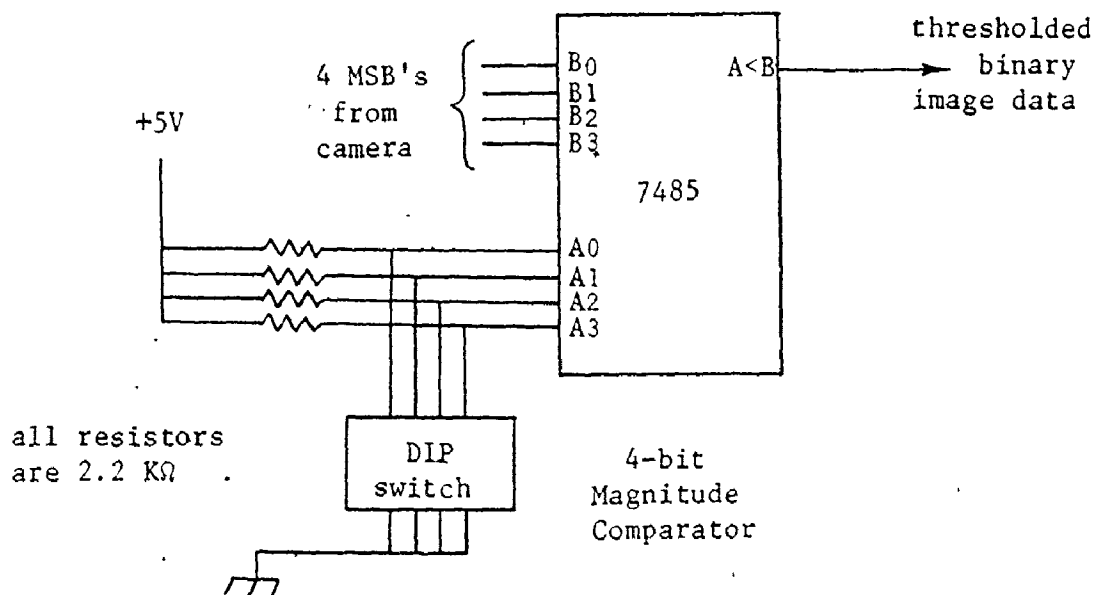 thresholded
binary
image data
4 MSB's
from
camera
B0
B1
B2
B3
A<B
+5V
7485
A0
A1
A2
A3
all resistors
are 2.2 KΩ
DIP
switch
4-bit
Magnitude
Comparator